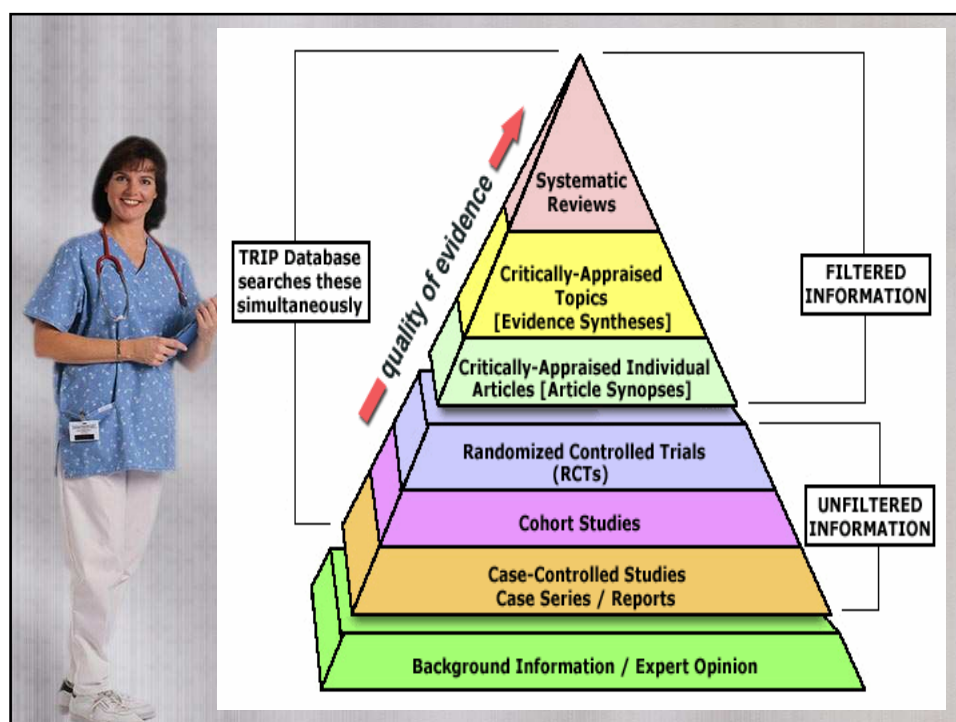 Systematic
Reviews
quality of evidence
TRIP Database
searches these
simultaneously
Critically-Appraised
Topics
[Evidence Syntheses]
FILTERED
INFORMATION
Critically-Appraised Individual
Articles [Article Synopses]
Randomized Controlled Trials
(RCTs)
UNFILTERED
INFORMATION
Cohort Studies
Case-Controlled Studies
Case Series / Reports
Background Information / Expert Opinion